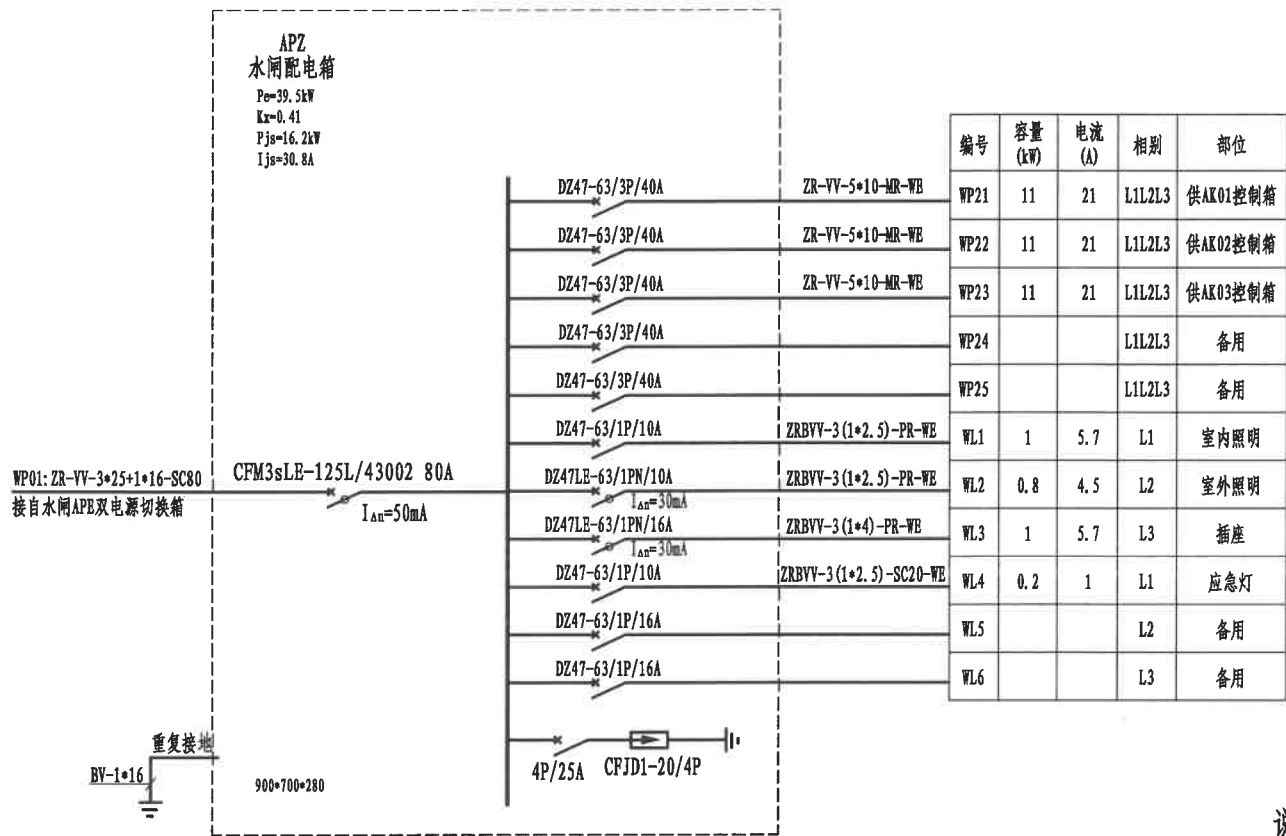 APZ
水闸配电箱
Pe=39.5kW
Kx=0.41
Pjs=16.2kW
Ijs=30.8A
编号 容量(kW) 电流(A) 相别 部位
DZ47-63/3P/40A ZR-VV-5*10-MR-WE WP21 11 21 L1L2L3 供AK01控制箱
DZ47-63/3P/40A ZR-VV-5*10-MR-WE WP22 11 21 L1L2L3 供AK02控制箱
DZ47-63/3P/40A ZR-VV-5*10-MR-WE WP23 11 21 L1L2L3 供AK03控制箱
DZ47-63/3P/40A WP24 L1L2L3 备用
DZ47-63/3P/40A WP25 L1L2L3 备用
DZ47-63/1P/10A ZRBVV-3(1*2.5)-PR-WE WL1 1 5.7 L1 室内照明
WP01:ZR-VV-3*25+1*16-SC80 CFM3sLE-125L/43002 80A
接自水闸APE双电源切换箱 I△n=50mA
DZ47LE-63/1PN/10A ZRBVV-3(1*2.5)-PR-WE WL2 0.8 4.5 L2 室外照明
I△n=30mA
DZ47LE-63/1PN/16A ZRBVV-3(1*4)-PR-WE WL3 1 5.7 L3 插座
I△n=30mA
DZ47-63/1P/10A ZRBVV-3(1*2.5)-SC20-WE WL4 0.2 1 L1 应急灯
DZ47-63/1P/16A WL5 L2 备用
DZ47-63/1P/16A WL6 L3 备用
重复接地
BV-1*16
4P/25A CFJD1-20/4P
900*700*280